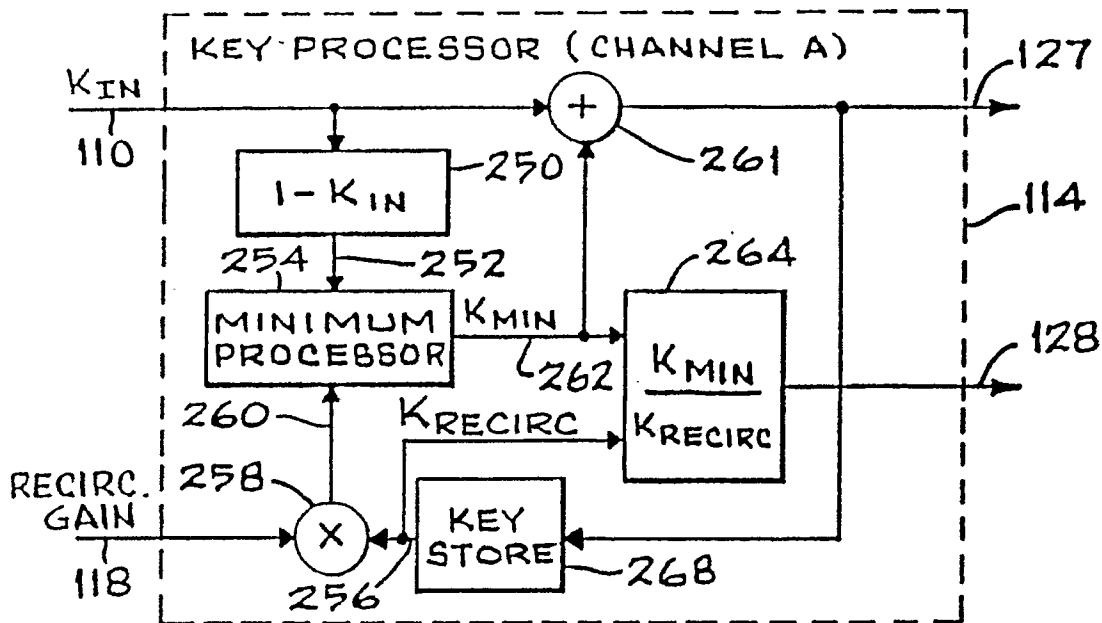 KEY PROCESSOR (CHANNEL A)
127
KIN
110
+
261
250
1-KIN
114
254
252
264
MINIMUM
PROCESSOR
KMIN
262
KMIN
KRECIRC
128
260
KRECIRC
RECIRC.
GAIN
118
258
X
256
KEY
STORE
268